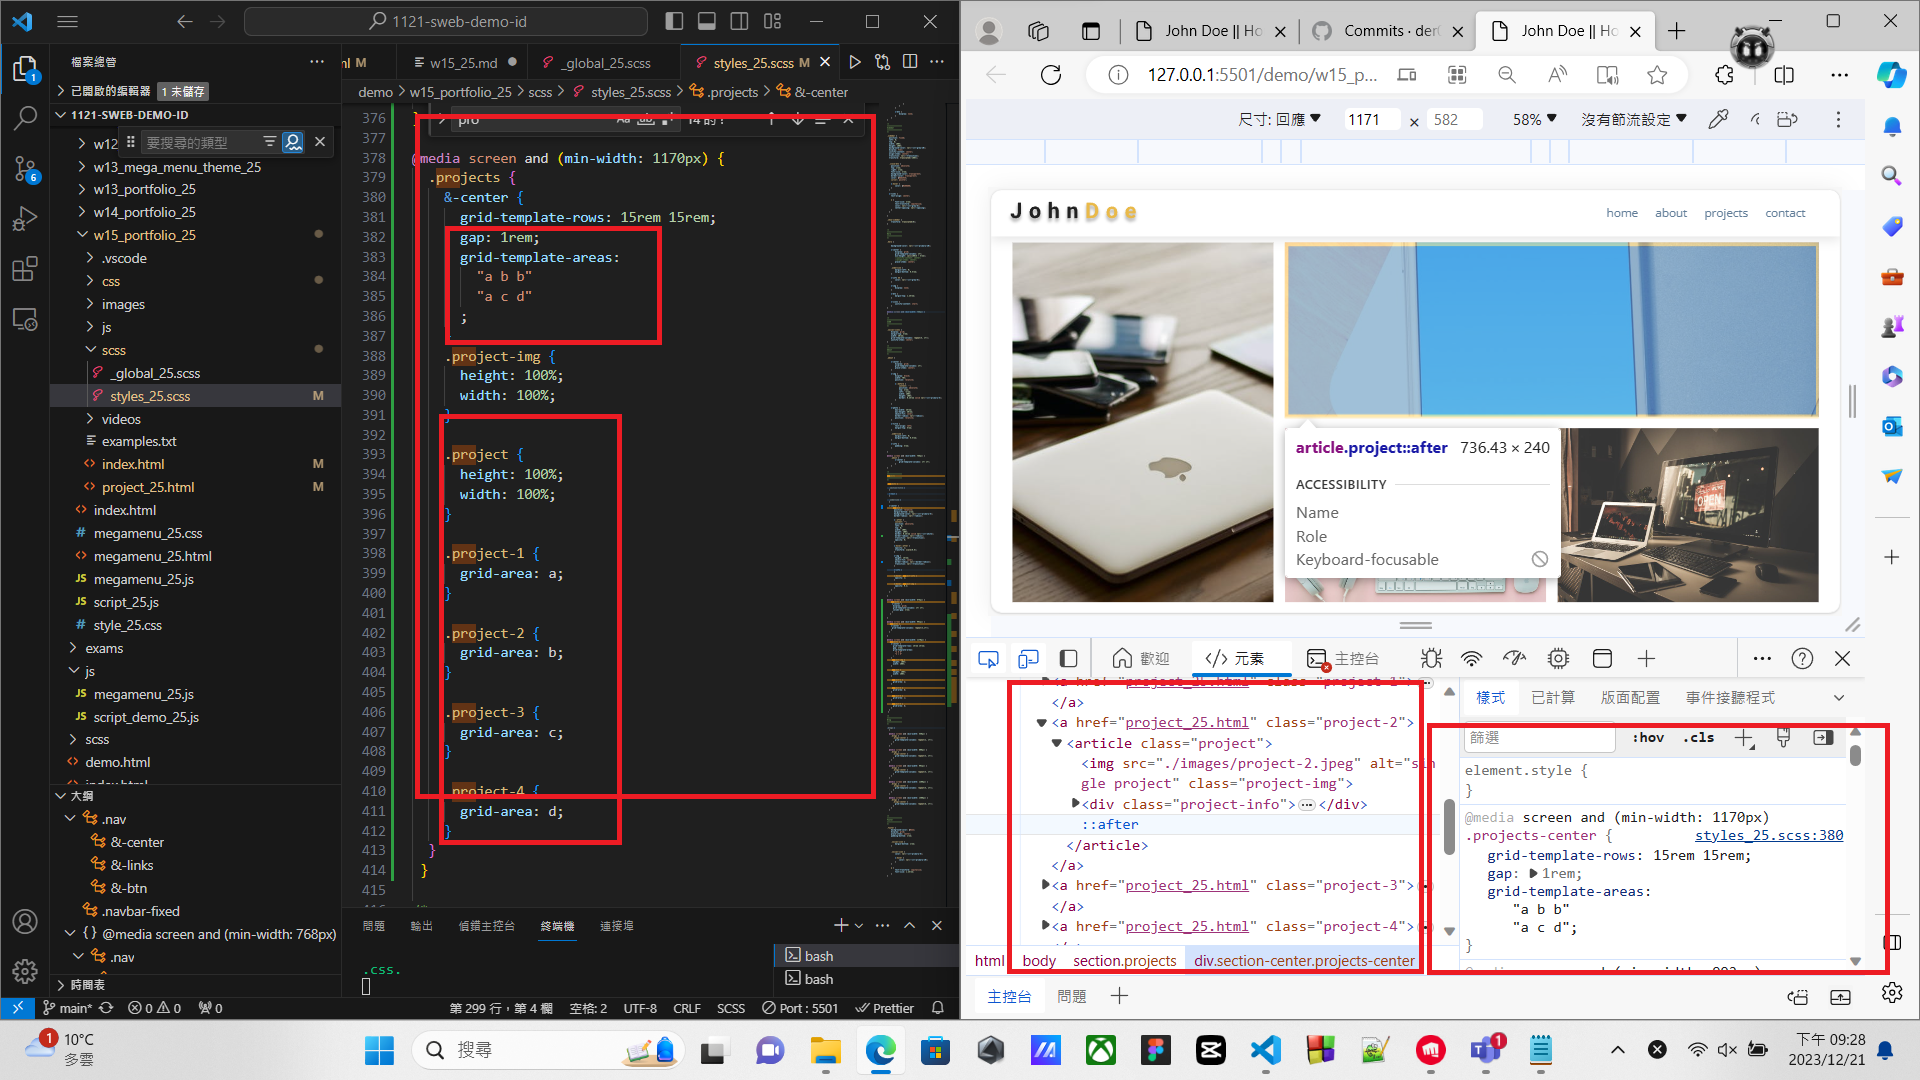 1121-sweb-demo-id
檔案總管
已開啟的編輯器 1 未儲存
1121-SWEB-DEMO-ID
要搜尋的類型
w12
w13_mega_menu_theme_25
w13_portfolio_25
w14_portfolio_25
w15_portfolio_25
.vscode
css
images
js
scss
_global_25.scss
styles_25.scss M
videos
examples.txt
index.html M
project_25.html M
index.html
megamenu_25.css
megamenu_25.html
megamenu_25.js
script_25.js
style_25.css
exams
js
megamenu_25.js
script_demo_25.js
scss
demo.html
大綱
.nav
&-center
&-links
&-btn
.navbar-fixed
@media screen and (min-width: 768px)
.nav
時間表
nl M
w15_25.md
_global_25.scss
styles_25.scss M
demo > w15_portfolio_25 > scss > styles_25.scss > .projects > &-center
pro
376 }
377
378 @media screen and (min-width: 1170px) {
379 .projects {
380 &-center {
381 grid-template-rows: 15rem 15rem;
382 gap: 1rem;
383 grid-template-areas:
384 "a b b"
385 "a c d"
386 ;
387
388 .project-img {
389 height: 100%;
390 width: 100%;
391 }
392
393 .project {
394 height: 100%;
395 width: 100%;
396 }
397
398 .project-1 {
399 grid-area: a;
400 }
401
402 .project-2 {
403 grid-area: b;
404 }
405
406 .project-3 {
407 grid-area: c;
408 }
409
410 .project-4 {
411 grid-area: d;
412 }
413 }
414 }
415
問題 輸出 偵錯主控台 終端機 連接埠
.css.
bash
bash
main* 0 0 0 第 299 行，第 4 欄 空格: 2 UTF-8 CRLF SCSS Port : 5501 Prettier
John Doe || Ho
Commits · der
John Doe || Ho
127.0.0.1:5501/demo/w15_p...
尺寸: 回應 1171 × 582 58% 沒有節流設定
JohnDoe
home about projects contact
article.project::after 736.43 × 240
ACCESSIBILITY
Name
Role
Keyboard-focusable
OPEN
歡迎 元素 主控台
<a href="project_25.html" class="project-1">
</a>
<a href="project_25.html" class="project-2">
<article class="project">
<img src="./images/project-2.jpeg" alt="sin
gle project" class="project-img">
<div class="project-info"> </div>
::after
</article>
</a>
<a href="project_25.html" class="project-3">
</a>
<a href="project_25.html" class="project-4">
html body section.projects div.section-center.projects-center
樣式 已計算 版面配置 事件接聽程式
篩選 :hov .cls
element.style {
}
@media screen and (min-width: 1170px)
.projects-center { styles_25.scss:380
grid-template-rows: 15rem 15rem;
gap: 1rem;
grid-template-areas:
"a b b"
"a c d";
}
主控台 問題
10°C
多雲
搜尋
下午 09:28
2023/12/21